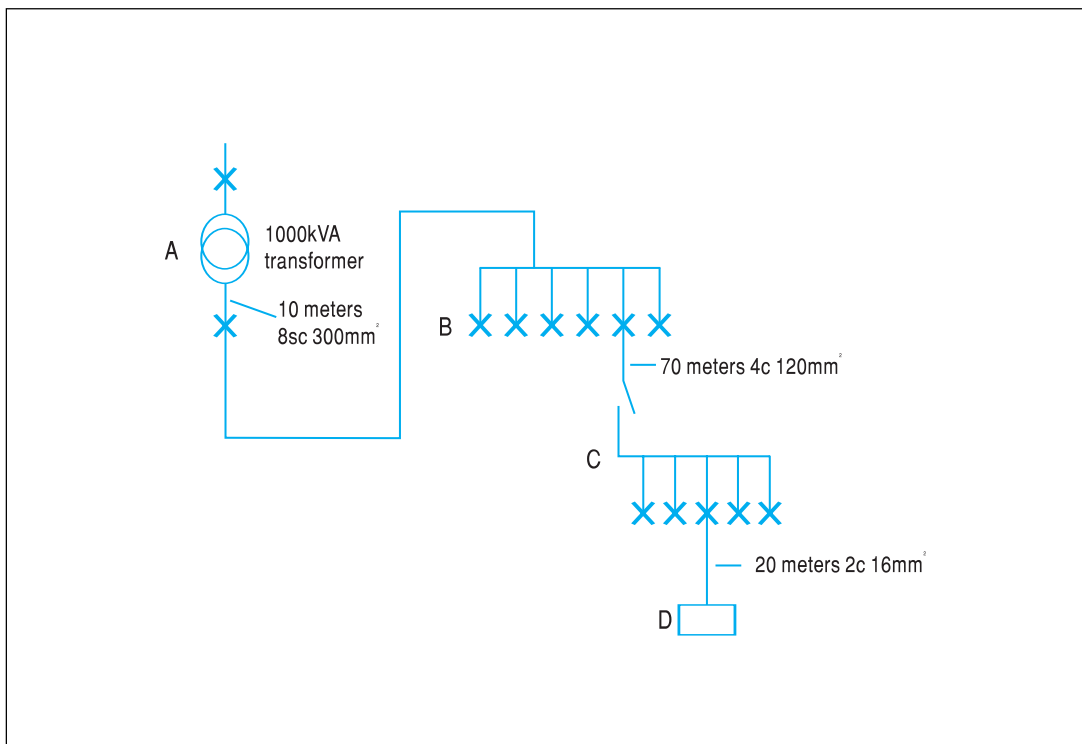 A
1000kVA
transformer
10 meters
8sc 300mm²
B
70 meters 4c 120mm²
C
20 meters 2c 16mm²
D